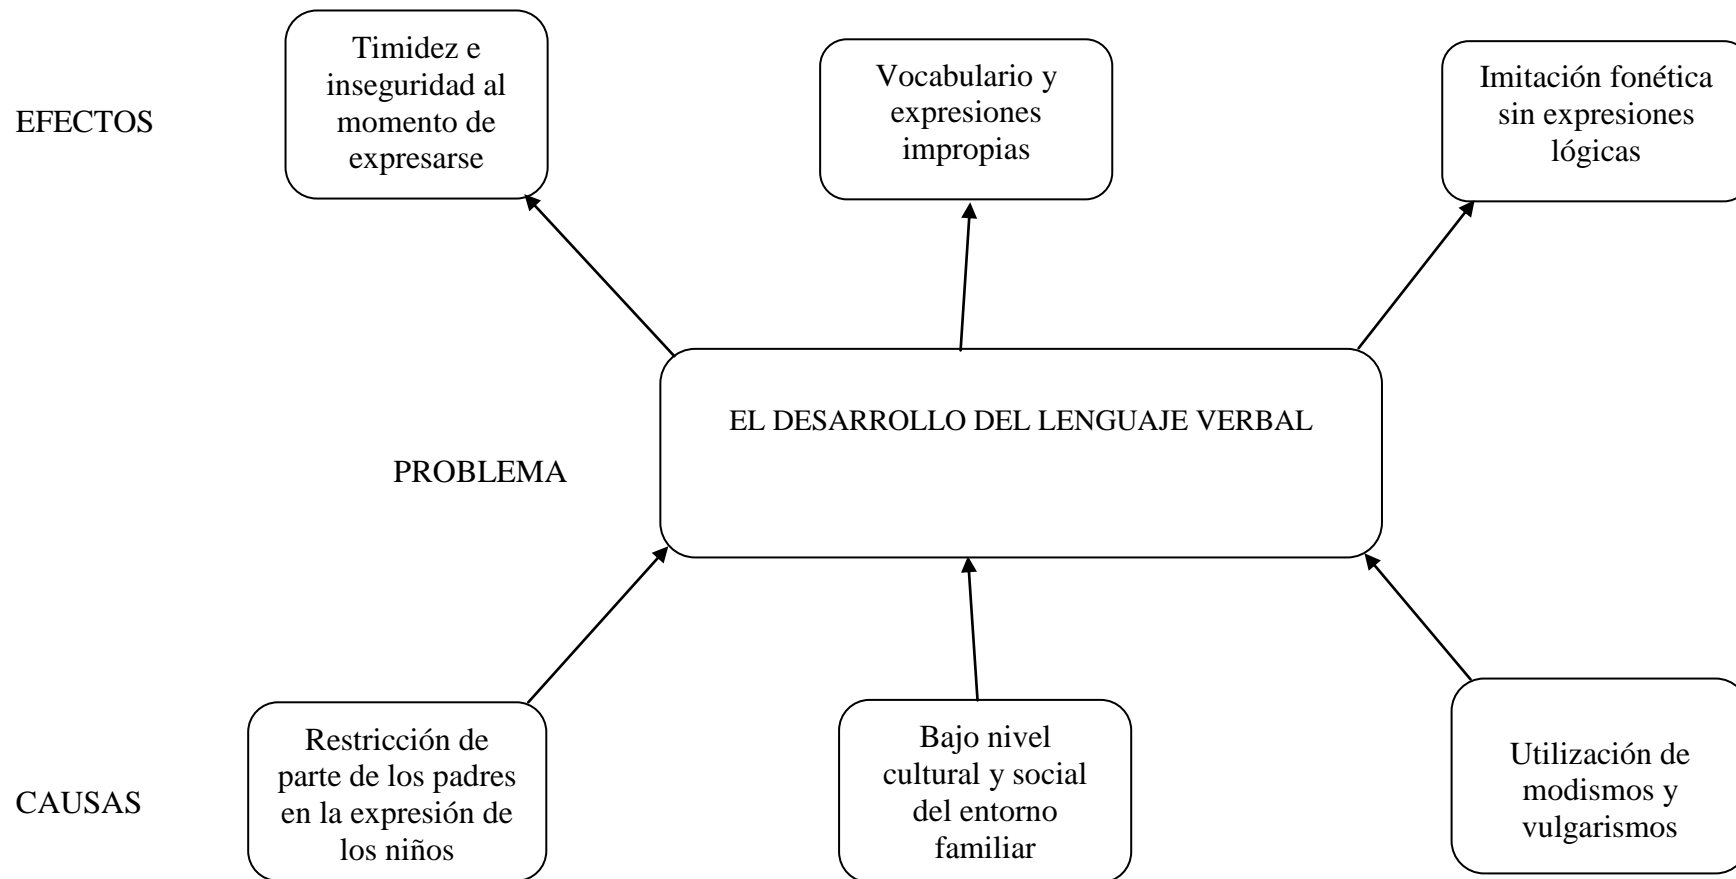 EFECTOS
Timidez e
inseguridad al
momento de
expresarse
Vocabulario y
expresiones
impropias
Imitación fonética
sin expresiones
lógicas
PROBLEMA
EL DESARROLLO DEL LENGUAJE VERBAL
CAUSAS
Restricción de
parte de los padres
en la expresión de
los niños
Bajo nivel
cultural y social
del entorno
familiar
Utilización de
modismos y
vulgarismos